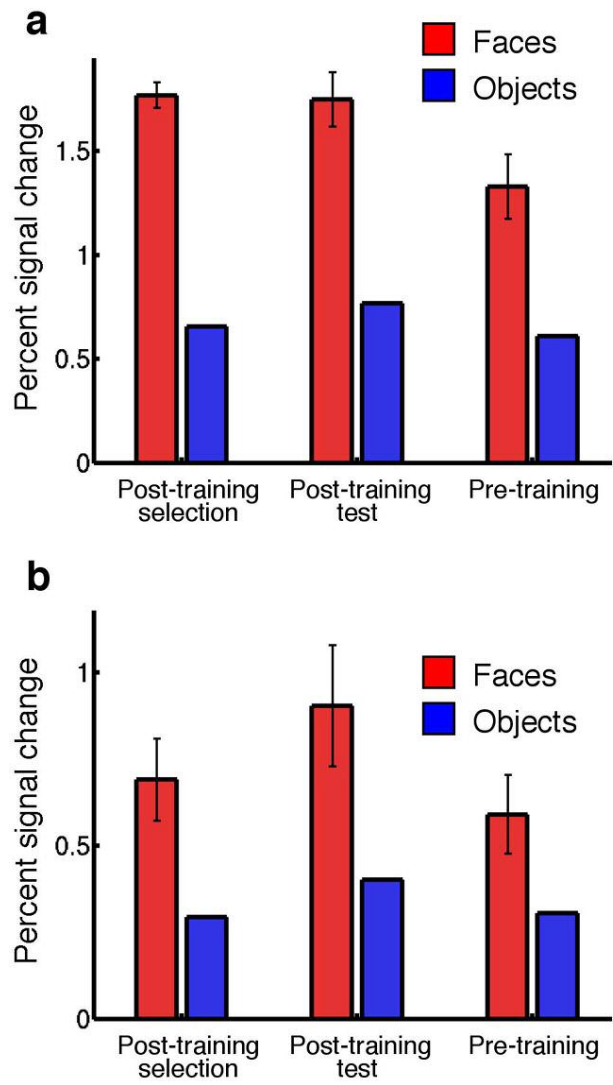 a
Faces
Objects
Percent signal change
1.5
1
0.5
0
Post-training
selection
Post-training
test
Pre-training
b
Faces
Objects
Percent signal change
1
0.5
0
Post-training
selection
Post-training
test
Pre-training